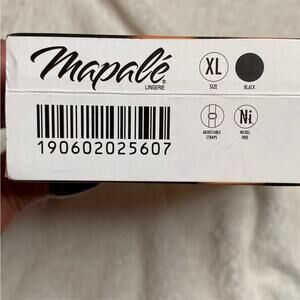 Mapalé®
LINGERIE
XL
SIZE
BLACK
190602025607
ADJUSTABLE
STRAPS
Ni
NICKEL
FREE